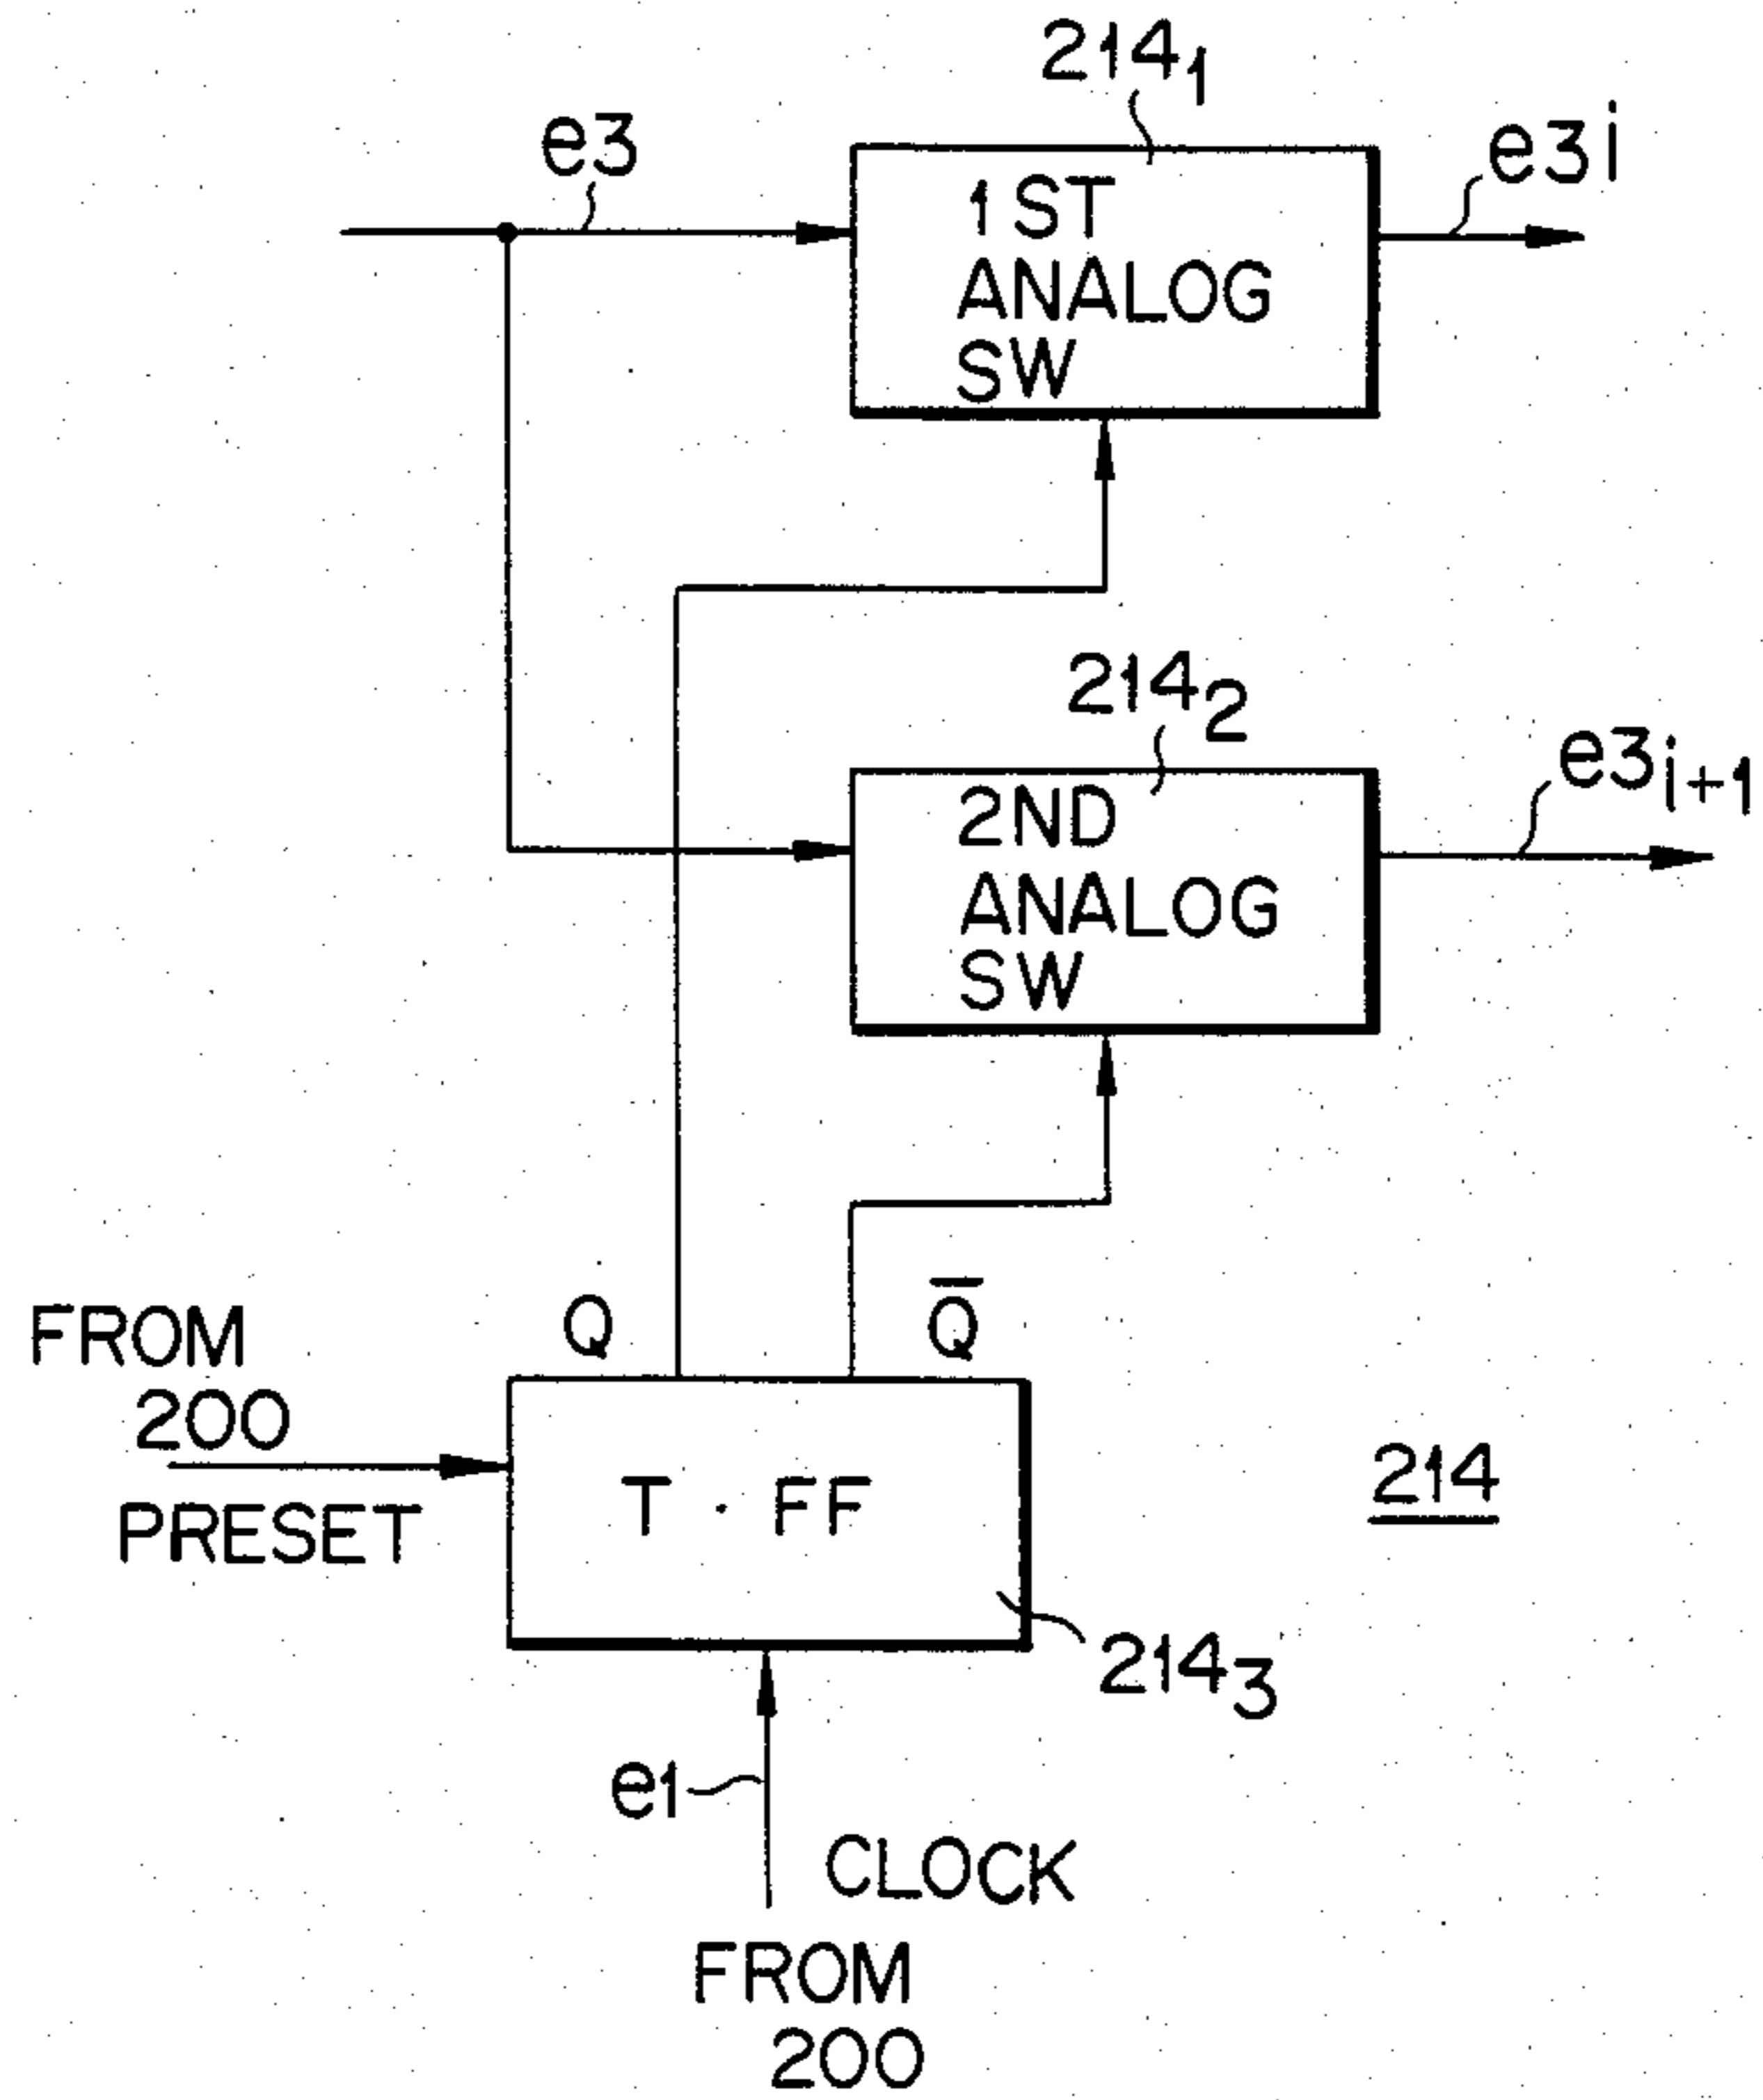 214₁
e3
e3i
1 ST
ANALOG
SW
214₂
e3i+1
2ND
ANALOG
SW
Q
Q̅
FROM
200
PRESET
T · FF
214
214₃
e1
CLOCK
FROM
200